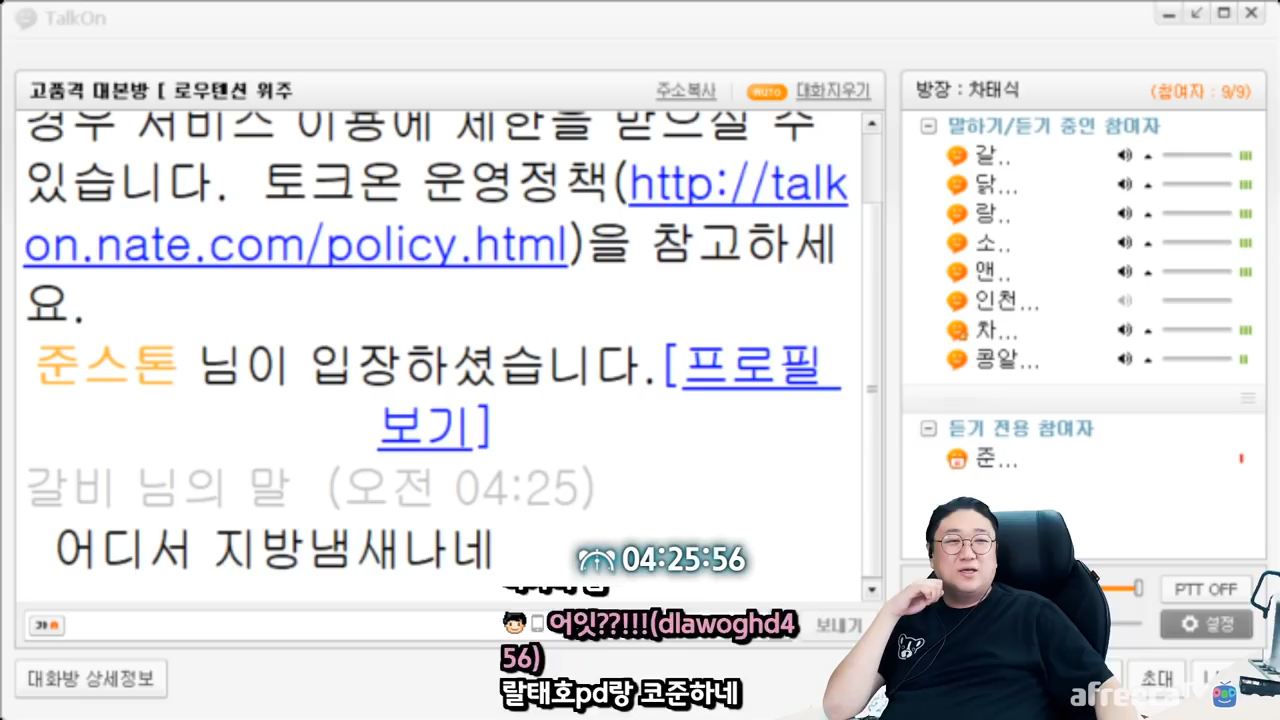 TalkOn
고품격 대본방 [ 로우텐션 위주
주소복사
AUTO
대화지우기
경우 서비스 이용에 제한을 받으실 수
있습니다. 토크온 운영정책(http://talk
on.nate.com/policy.html)을 참고하세
요.
준스톤 님이 입장하셨습니다.[프로필
보기]
갈비 님의 말 (오전 04:25)
어디서 지방냄새나네
04:25:56
어잇??!!!(dlawoghd4
56)
랄태호pd랑 코준하네
보내기
가
대화방 상세정보
방장 : 차태식
(참여자 : 9/9)
말하기/듣기 중인 참여자
갈..
닭...
랑..
소..
앤..
인천...
차...
콩알...
듣기 전용 참여자
준...
PTT OFF
설정
초대
afreeca